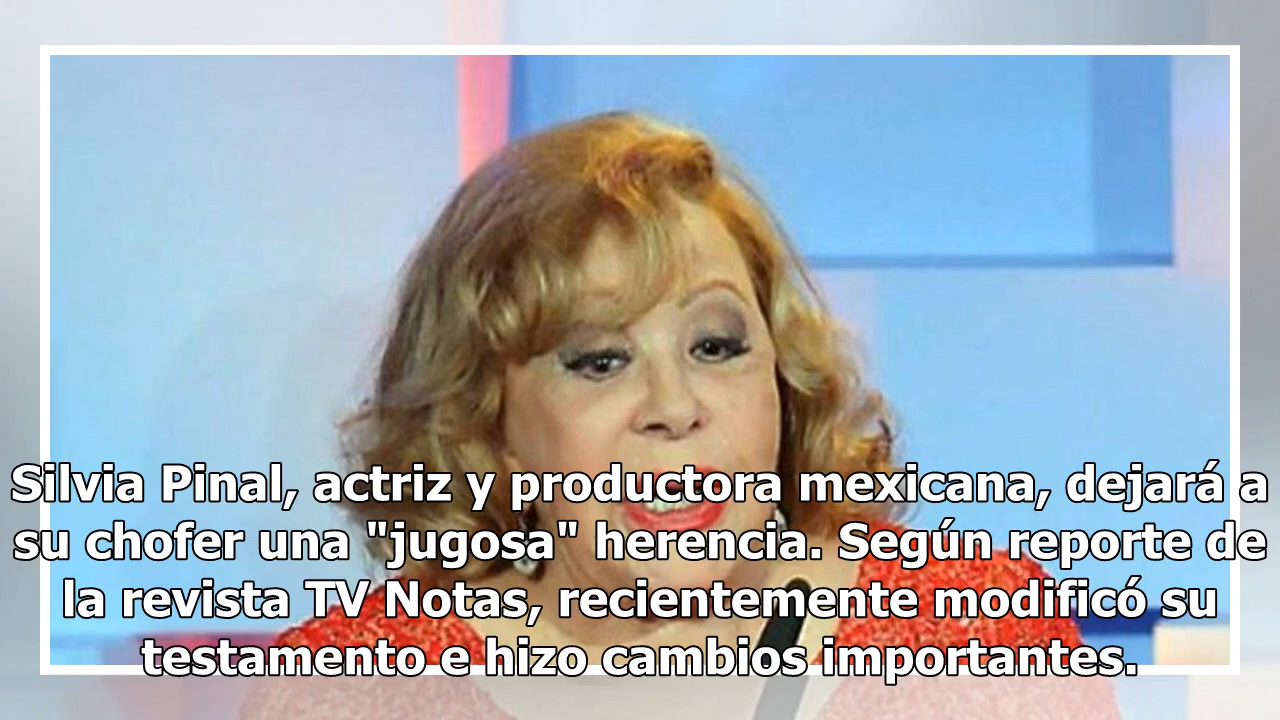 Silvia Pinal, actriz y productora mexicana, dejará a
su chofer una "jugosa" herencia. Según reporte de
la revista TV Notas, recientemente modificó su
testamento e hizo cambios importantes.